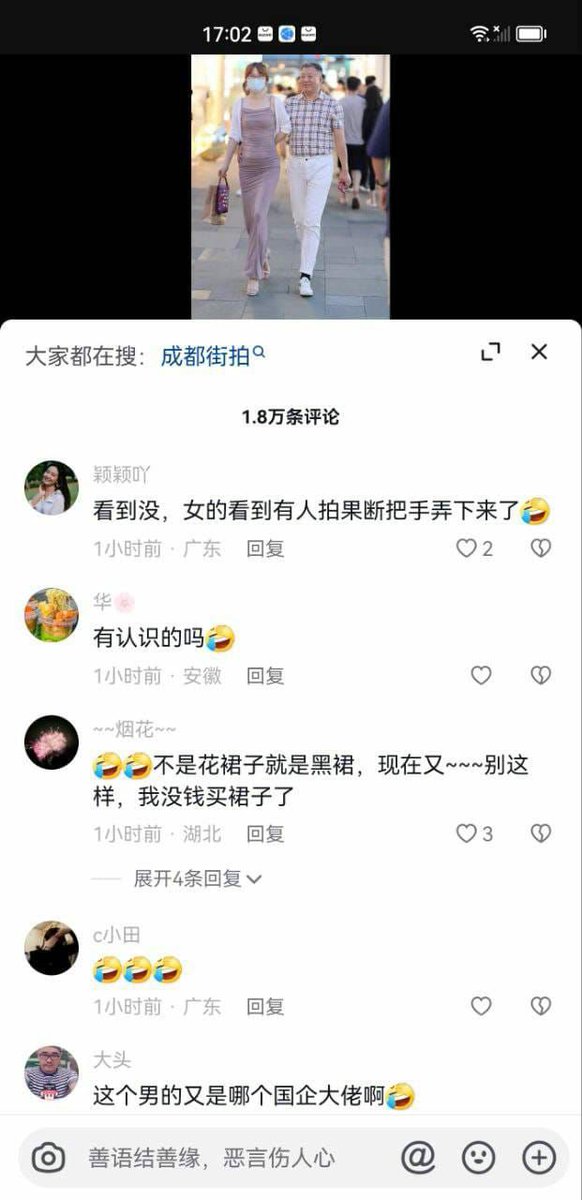 17:02
大家都在搜：成都街拍
1.8万条评论
颖颖吖
看到没，女的看到有人拍果断把手弄下来了🤣
1小时前 · 广东 回复
2
华🌸
有认识的吗🤣
1小时前 · 安徽 回复
~~烟花~~
🤣🤣不是花裙子就是黑裙，现在又~~~别这
样，我没钱买裙子了
1小时前 · 湖北 回复
3
展开4条回复
c小田
🤣🤣🤣
1小时前 · 广东 回复
大头
这个男的又是哪个国企大佬啊🤣
善语结善缘，恶言伤人心
@